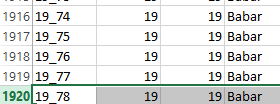 1916 19_74 19 19 Babar
1917 19_75 19 19 Babar
1918 19_76 19 19 Babar
1919 19_77 19 19 Babar
1920 19_78 19 19 Babar